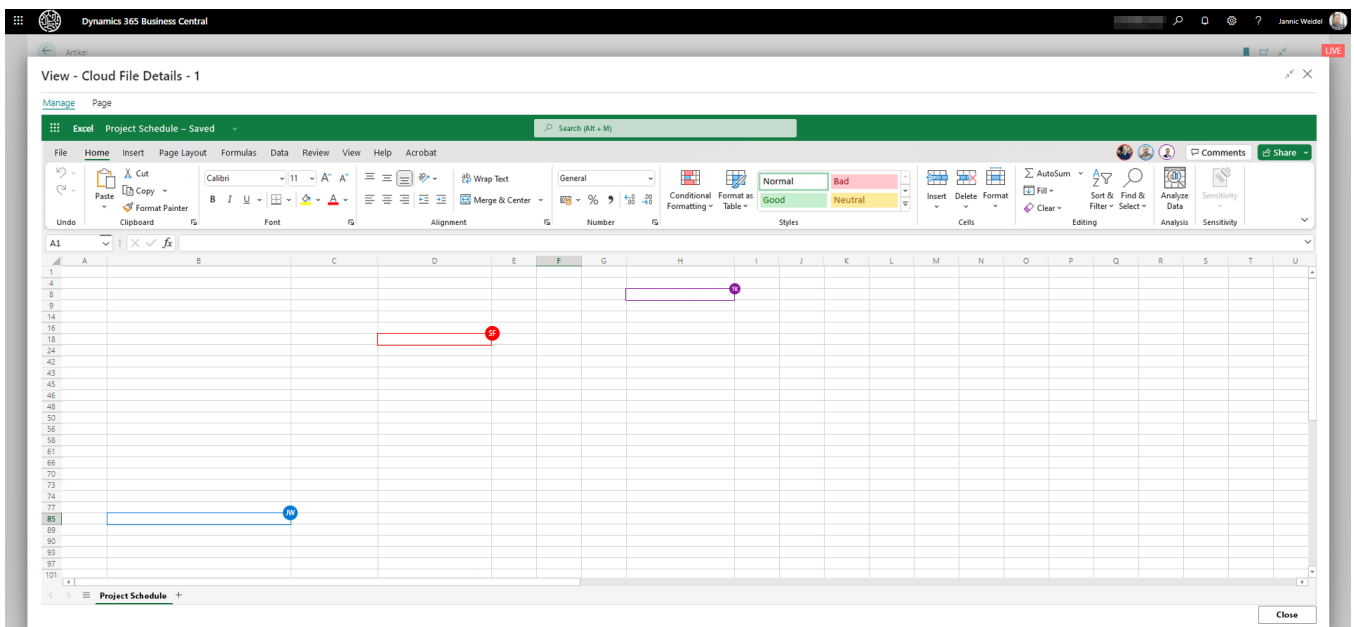 Dynamics 365 Business Central
? Jannic Weidel
Artikel
LIVE
View - Cloud File Details - 1
Manage Page
Excel Project Schedule – Saved
Search (Alt + M)
File Home Insert Page Layout Formulas Data Review View Help Acrobat
Comments Share
Paste Cut Copy Format Painter
Calibri 11 A A
B I U A
Wrap Text
Merge & Center
General
% 9 .00
Conditional Formatting Format as Table
Normal Bad
Good Neutral
Insert Delete Format
AutoSum
Fill
Clear
Sort & Filter Find & Select
Analyze Data
Sensitivity
Undo Clipboard Font Alignment Number Styles Cells Editing Analysis Sensitivity
A1 fx
A B C D E F G H I J K L M N O P Q R S T U
1
4
8 TK
9
14
16
18 SF
24
42
43
45
46
48
50
56
58
61
66
70
73
74
77
85 JW
89
90
93
97
101
Project Schedule +
Close